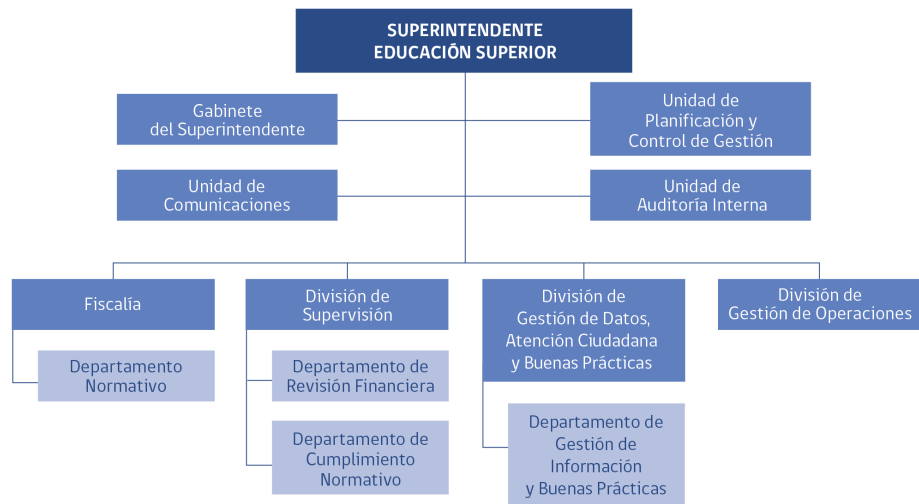 SUPERINTENDENTE
EDUCACIÓN SUPERIOR
Gabinete
del Superintendente
Unidad de
Planificación y
Control de Gestión
Unidad de
Comunicaciones
Unidad de
Auditoría Interna
Fiscalía
División de
Supervisión
División de
Gestión de Datos,
Atención Ciudadana
y Buenas Prácticas
División de
Gestión de Operaciones
Departamento
Normativo
Departamento de
Revisión Financiera
Departamento de
Cumplimiento
Normativo
Departamento de
Gestión de
Información
y Buenas Prácticas